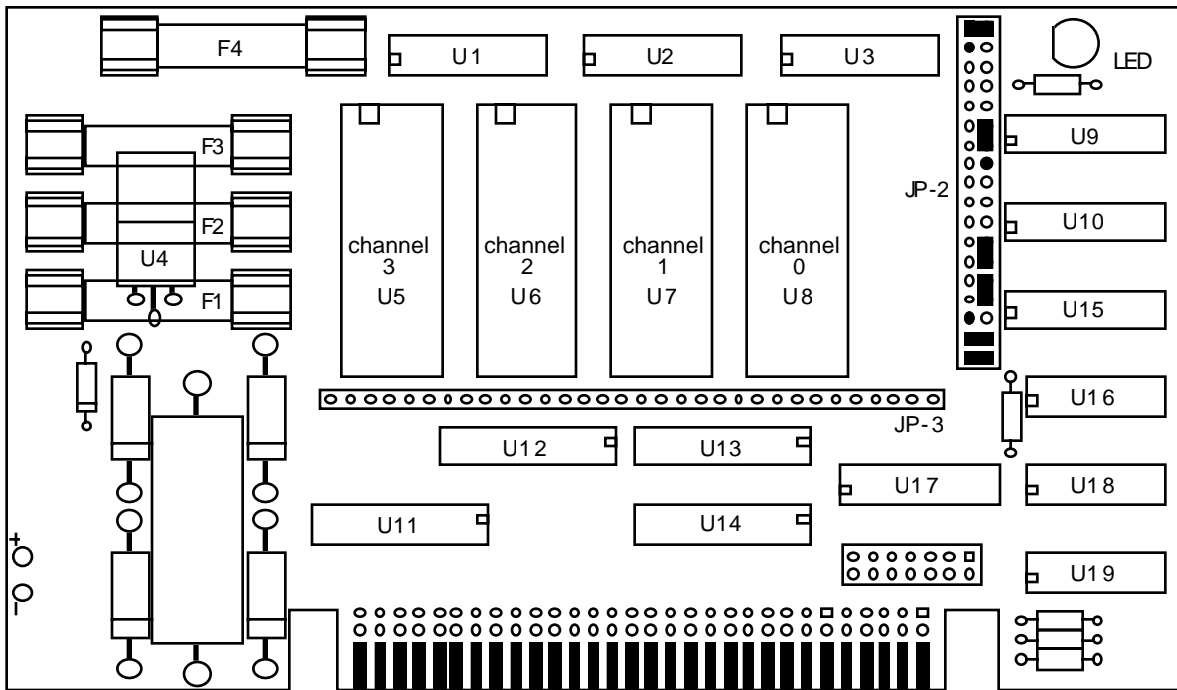 F4
U1
U2
U3
LED
F3
U9
JP-2
F2
U10
channel
3
U5
channel
2
U6
channel
1
U7
channel
0
U8
U4
F1
U15
U16
JP-3
U12
U13
U17
U18
U11
U14
+
U19
-